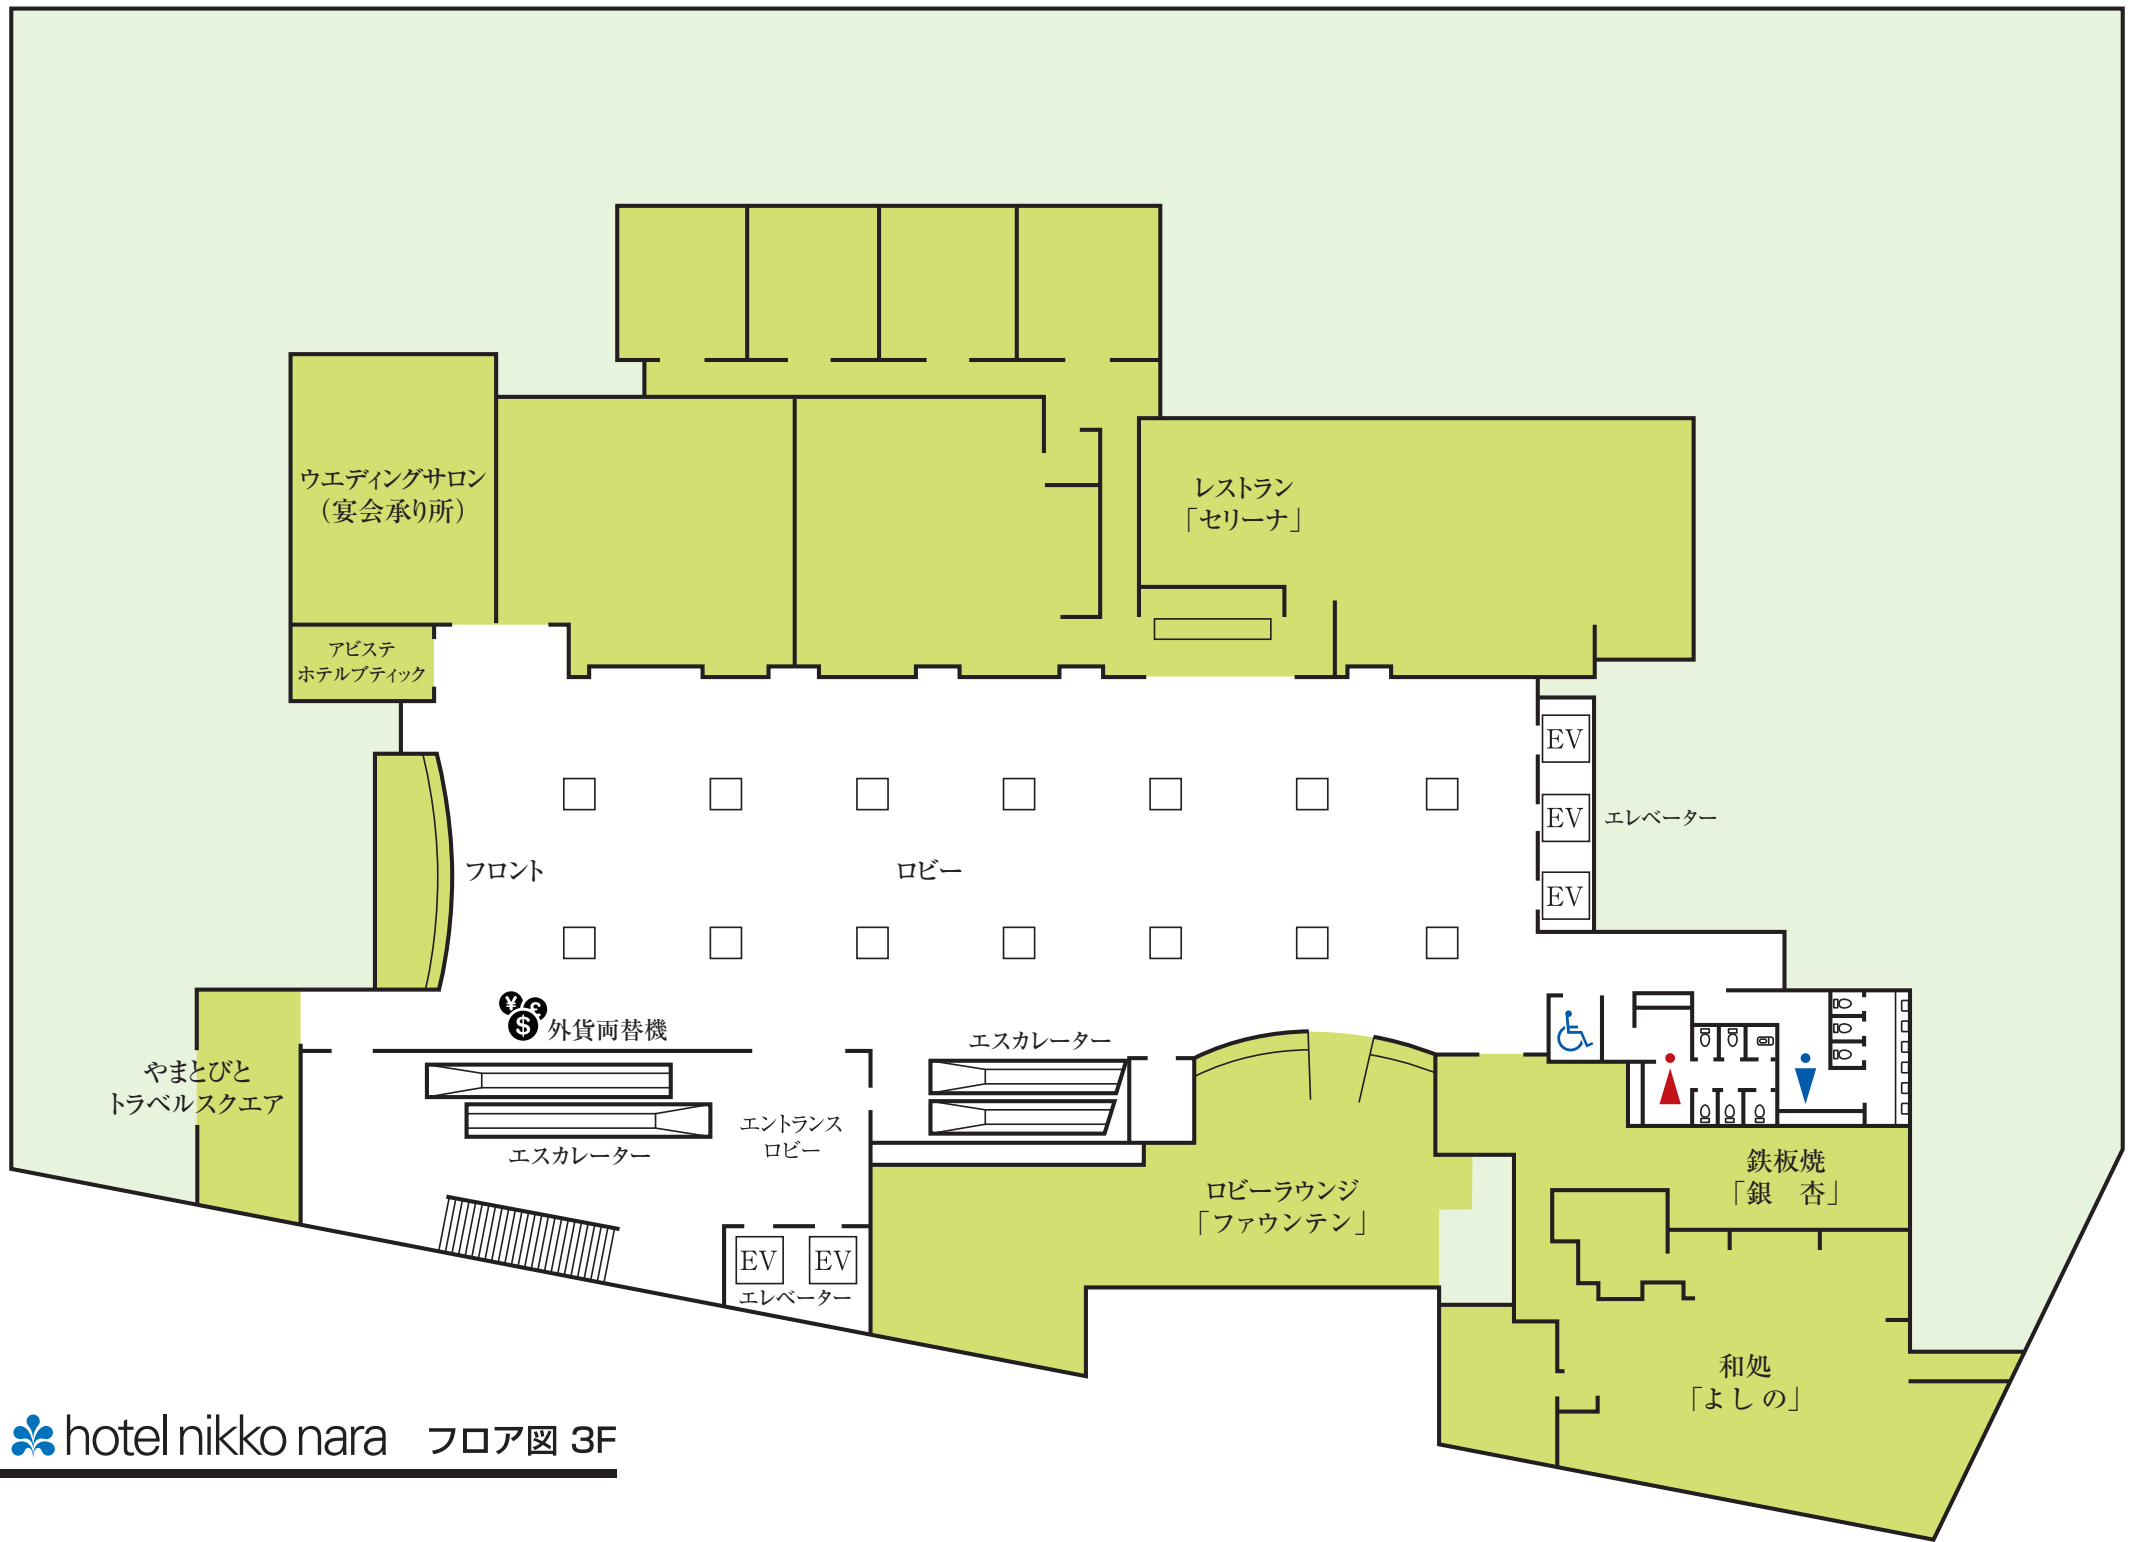 ウエディングサロン
（宴会承り所）
レストラン
「セリーナ」
アビステ
ホテルブティック
EV
EV
エレベーター
EV
フロント
ロビー
¥
£
$
外貨両替機
エスカレーター
やまとびと
トラベルスクエア
エントランス
ロビー
エスカレーター
鉄板焼
「銀　杏」
ロビーラウンジ
「ファウンテン」
EV
EV
エレベーター
和処
「よしの」
hotel nikko nara フロア図 3F